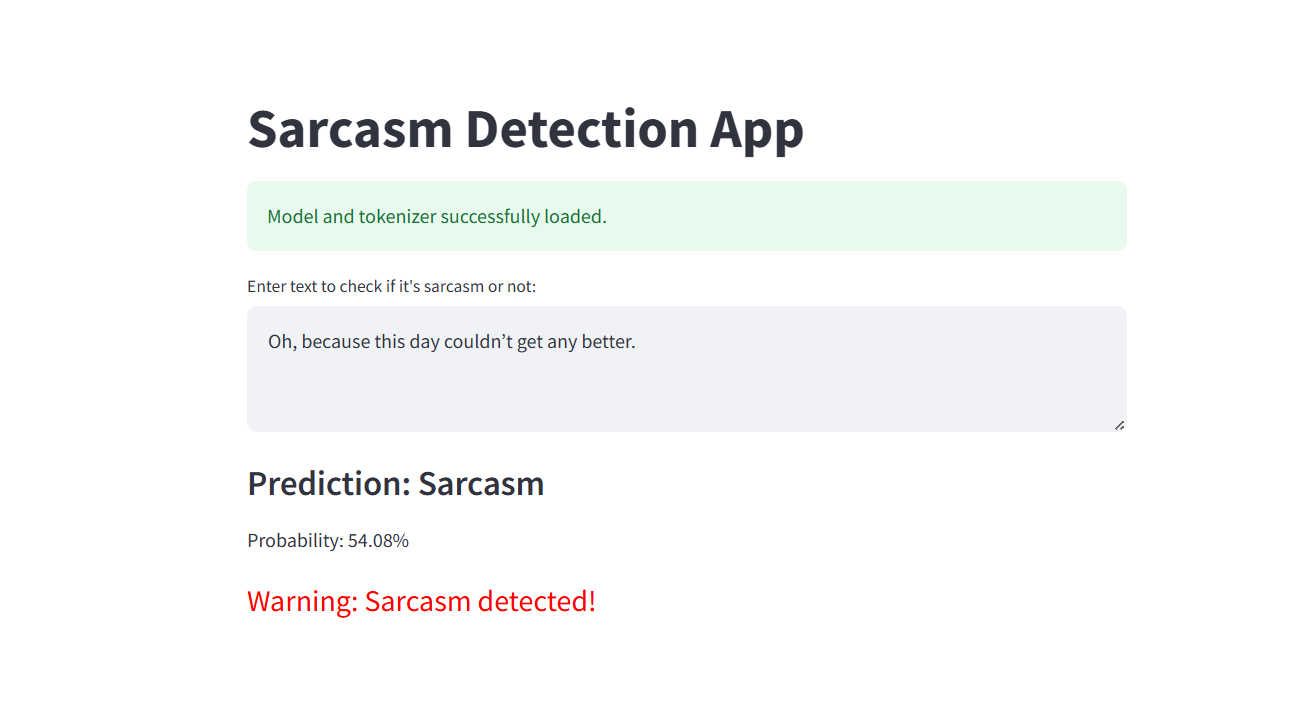 Sarcasm Detection App
Model and tokenizer successfully loaded.
Enter text to check if it's sarcasm or not:
Oh, because this day couldn’t get any better.
Prediction: Sarcasm
Probability: 54.08%
Warning: Sarcasm detected!